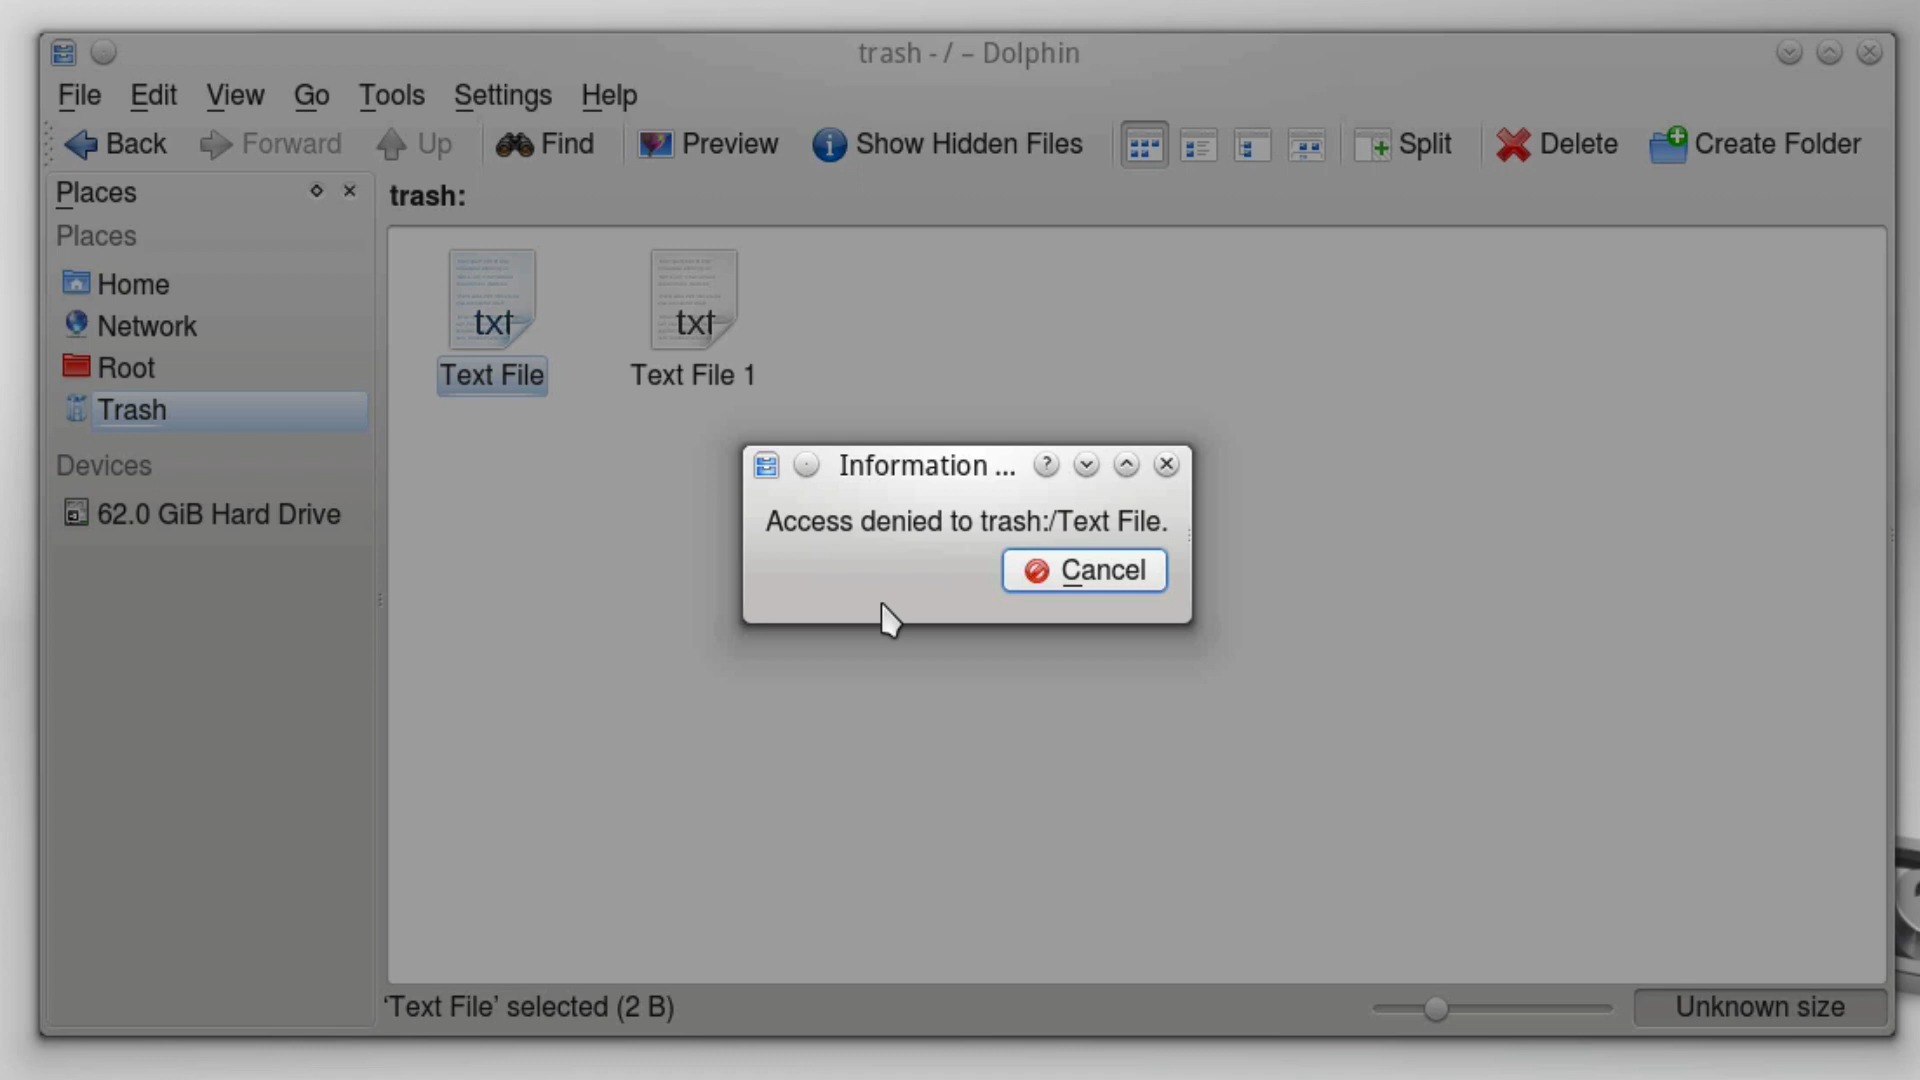 trash - / – Dolphin
File Edit View Go Tools Settings Help
Back Forward Up Find Preview Show Hidden Files Split Delete Create Folder
Places
trash:
Places
Home
Network
Root
Trash
Devices
62.0 GiB Hard Drive
txt
Text File
txt
Text File 1
Information ...
Access denied to trash:/Text File.
Cancel
‘Text File’ selected (2 B)
Unknown size